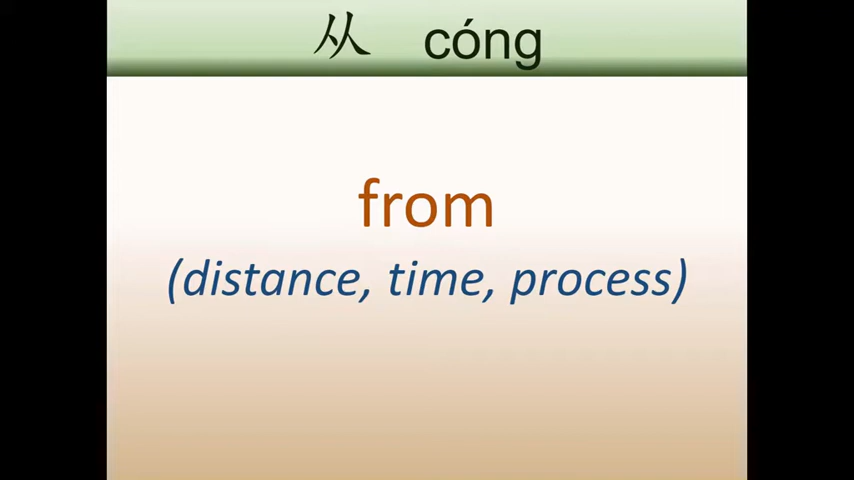 从 cóng
from
(distance, time, process)